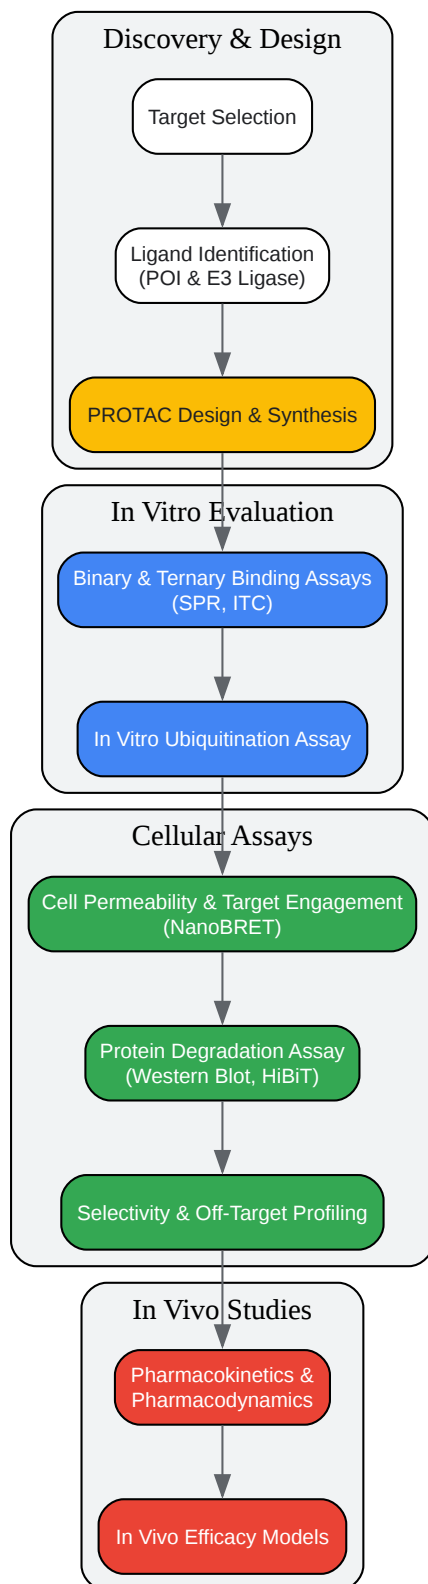 Discovery & Design
Target Selection
Ligand Identification
(POI & E3 Ligase)
PROTAC Design & Synthesis
In Vitro Evaluation
Binary & Ternary Binding Assays
(SPR, ITC)
In Vitro Ubiquitination Assay
Cellular Assays
Cell Permeability & Target Engagement
(NanoBRET)
Protein Degradation Assay
(Western Blot, HiBiT)
Selectivity & Off-Target Profiling
In Vivo Studies
Pharmacokinetics &
Pharmacodynamics
In Vivo Efficacy Models